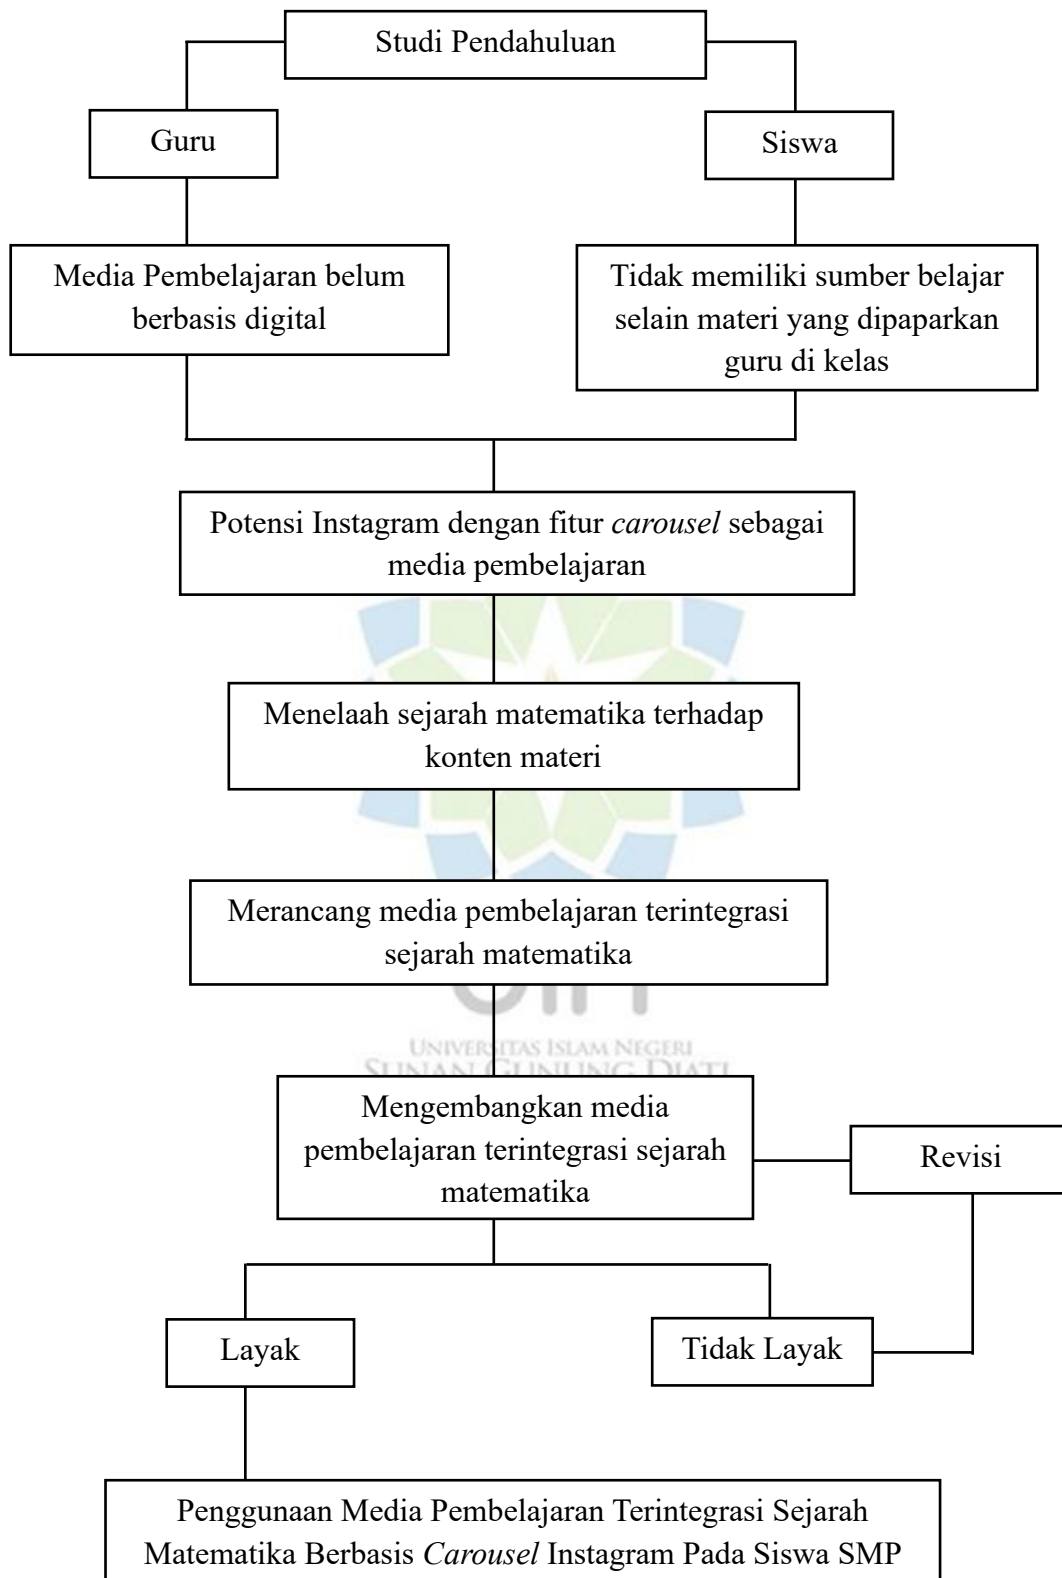 Studi Pendahuluan
Guru
Siswa
Media Pembelajaran belum
berbasis digital
Tidak memiliki sumber belajar
selain materi yang dipaparkan
guru di kelas
Potensi Instagram dengan fitur carousel sebagai
media pembelajaran
Menelaah sejarah matematika terhadap
konten materi
Merancang media pembelajaran terintegrasi
sejarah matematika
UNIVERSITAS ISLAM NEGERI
SUNAN GUNUNG DJATI
Mengembangkan media
pembelajaran terintegrasi sejarah
matematika
Revisi
Layak
Tidak Layak
Penggunaan Media Pembelajaran Terintegrasi Sejarah
Matematika Berbasis Carousel Instagram Pada Siswa SMP